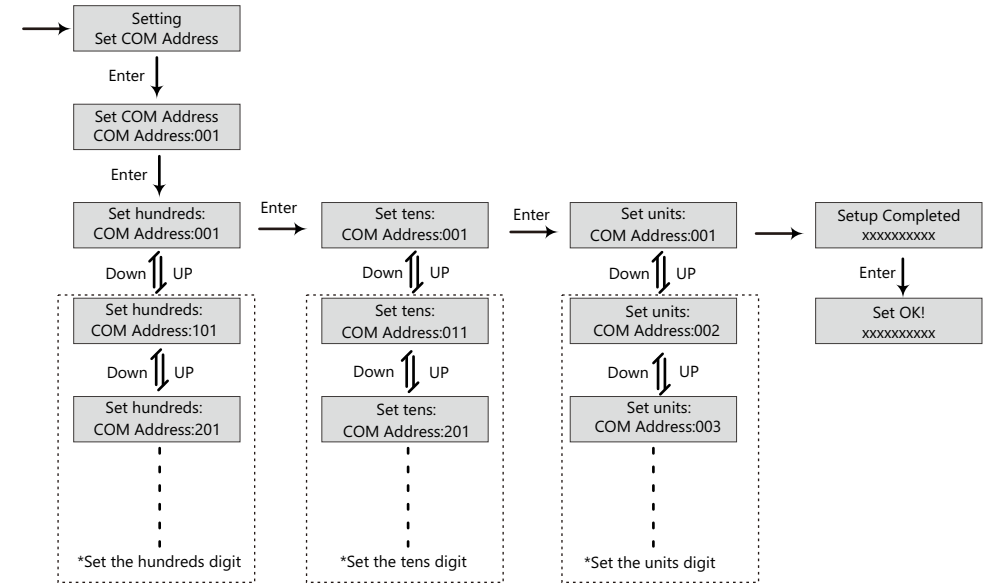 Setting
Set COM Address
Enter
Set COM Address
COM Address:001
Enter
Set hundreds:
COM Address:001
Enter
Set tens:
COM Address:001
Enter
Set units:
COM Address:001
Setup Completed
xxxxxxxxxx
Down UP
Down UP
Down UP
Enter
Set hundreds:
COM Address:101
Set tens:
COM Address:011
Set units:
COM Address:002
Set OK!
xxxxxxxxxx
Down UP
Down UP
Down UP
Set hundreds:
COM Address:201
Set tens:
COM Address:201
Set units:
COM Address:003
*Set the hundreds digit
*Set the tens digit
*Set the units digit